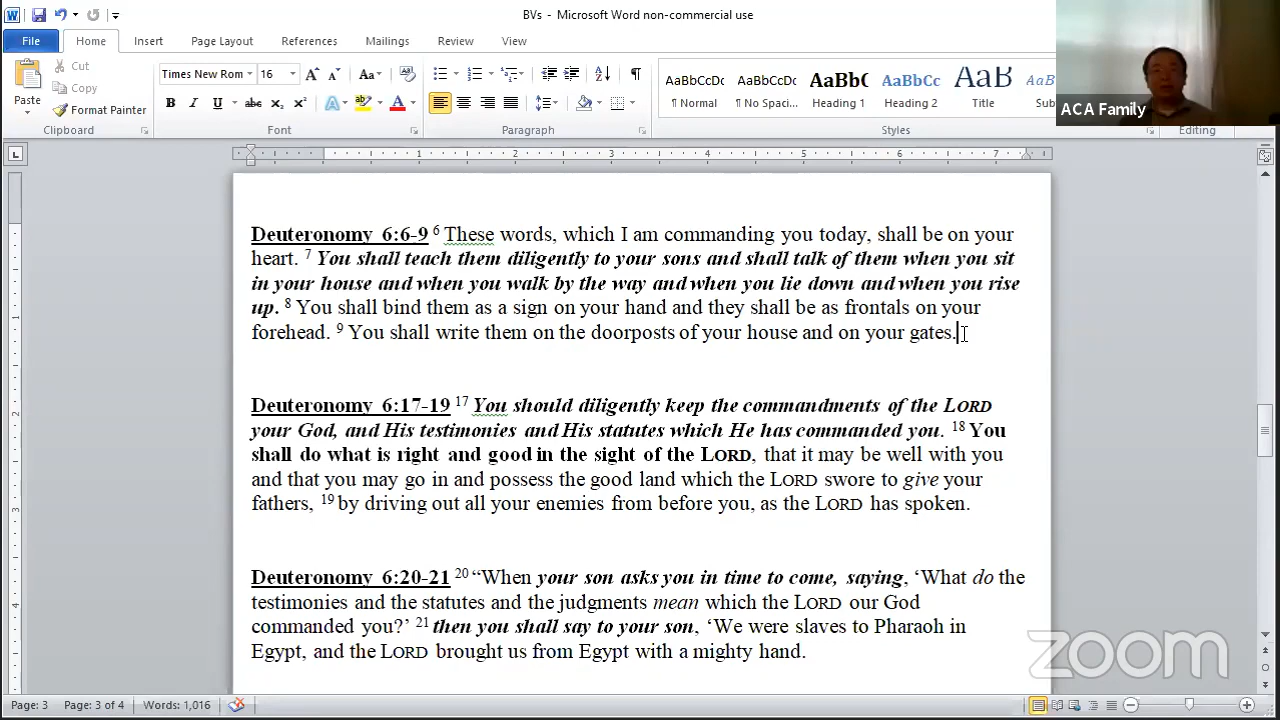 BVs - Microsoft Word non-commercial use
File Home Insert Page Layout References Mailings Review View
Cut
Copy
Paste
Format Painter
Clipboard
Times New Rom 16
Font
Paragraph
AaBbCcDc AaBbCcDc AaBbC AaBbCc AaB
¶ Normal ¶ No Spaci... Heading 1 Heading 2 Title
Styles
Editing
ACA Family
1 2 3 4 5 6 7
Deuteronomy 6:6-9 6 These words, which I am commanding you today, shall be on your
heart. 7 You shall teach them diligently to your sons and shall talk of them when you sit
in your house and when you walk by the way and when you lie down and when you rise
up. 8 You shall bind them as a sign on your hand and they shall be as frontals on your
forehead. 9 You shall write them on the doorposts of your house and on your gates.
Deuteronomy 6:17-19 17 You should diligently keep the commandments of the LORD
your God, and His testimonies and His statutes which He has commanded you. 18 You
shall do what is right and good in the sight of the LORD, that it may be well with you
and that you may go in and possess the good land which the LORD swore to give your
fathers, 19 by driving out all your enemies from before you, as the LORD has spoken.
Deuteronomy 6:20-21 20 “When your son asks you in time to come, saying, ‘What do the
testimonies and the statutes and the judgments mean which the LORD our God
commanded you?’ 21 then you shall say to your son, ‘We were slaves to Pharaoh in
Egypt, and the LORD brought us from Egypt with a mighty hand.
zoom
Page: 3 Page: 3 of 4 Words: 1,016